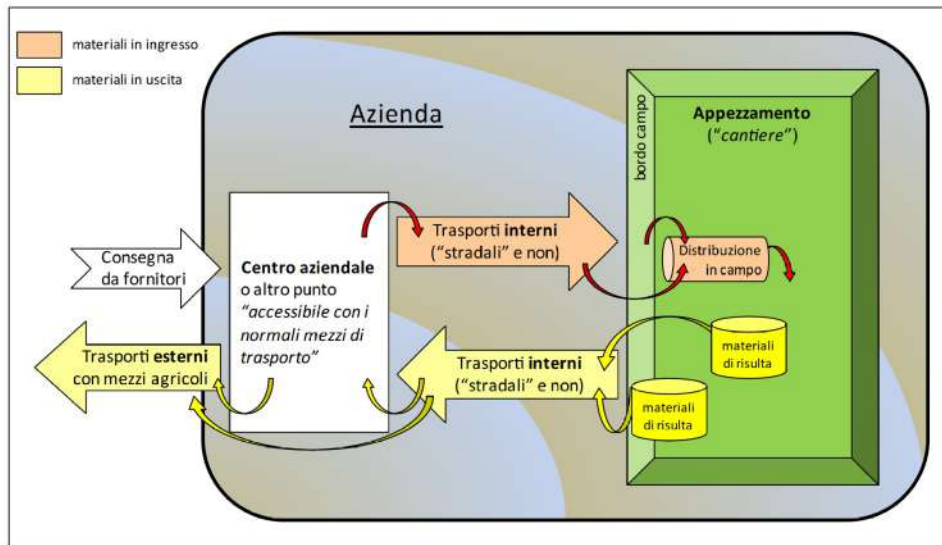 materiali in ingresso
materiali in uscita
Azienda
bordo campo
Appezzamento
(“cantiere”)
Consegna
da fornitori
Centro aziendale
o altro punto
“accessibile con i
normali mezzi di
trasporto”
Trasporti interni
(“stradali” e non)
Distribuzione
in campo
Trasporti esterni
con mezzi agricoli
Trasporti interni
(“stradali” e non)
materiali
di risulta
materiali
di risulta